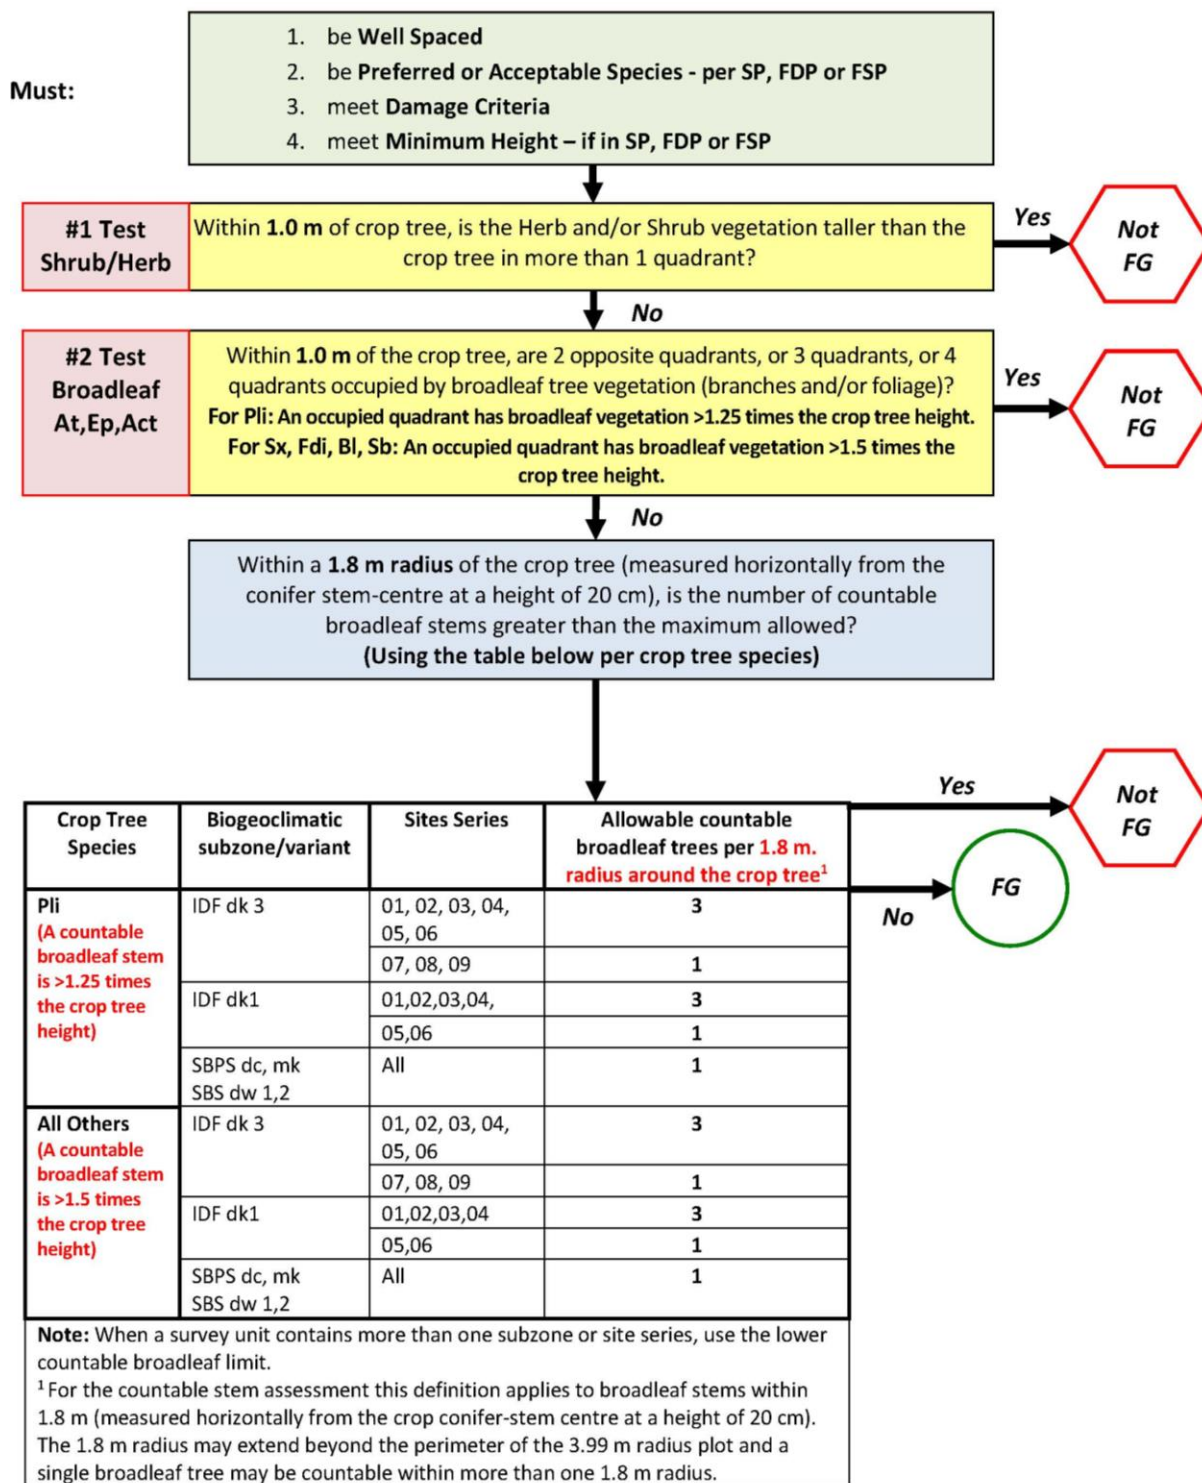 Must:
1. be Well Spaced
2. be Preferred or Acceptable Species - per SP, FDP or FSP
3. meet Damage Criteria
4. meet Minimum Height – if in SP, FDP or FSP
#1 Test
Shrub/Herb
Within 1.0 m of crop tree, is the Herb and/or Shrub vegetation taller than the
crop tree in more than 1 quadrant?
Yes
Not
FG
No
#2 Test
Broadleaf
At,Ep,Act
Within 1.0 m of the crop tree, are 2 opposite quadrants, or 3 quadrants, or 4
quadrants occupied by broadleaf tree vegetation (branches and/or foliage)?
For Pli: An occupied quadrant has broadleaf vegetation >1.25 times the crop tree height.
For Sx, Fdi, Bl, Sb: An occupied quadrant has broadleaf vegetation >1.5 times the
crop tree height.
Yes
Not
FG
No
Within a 1.8 m radius of the crop tree (measured horizontally from the
conifer stem-centre at a height of 20 cm), is the number of countable
broadleaf stems greater than the maximum allowed?
(Using the table below per crop tree species)
Yes
Not
FG
No
FG
Crop Tree
Species
Biogeoclimatic
subzone/variant
Sites Series
Allowable countable
broadleaf trees per 1.8 m.
radius around the crop tree¹
Pli
(A countable
broadleaf stem
is >1.25 times
the crop tree
height)
IDF dk 3
01, 02, 03, 04,
05, 06
3
07, 08, 09
1
IDF dk1
01,02,03,04,
3
05,06
1
SBPS dc, mk
SBS dw 1,2
All
1
All Others
(A countable
broadleaf stem
is >1.5 times
the crop tree
height)
IDF dk 3
01, 02, 03, 04,
05, 06
3
07, 08, 09
1
IDF dk1
01,02,03,04
3
05,06
1
SBPS dc, mk
SBS dw 1,2
All
1
Note: When a survey unit contains more than one subzone or site series, use the lower
countable broadleaf limit.
¹ For the countable stem assessment this definition applies to broadleaf stems within
1.8 m (measured horizontally from the crop conifer-stem centre at a height of 20 cm).
The 1.8 m radius may extend beyond the perimeter of the 3.99 m radius plot and a
single broadleaf tree may be countable within more than one 1.8 m radius.